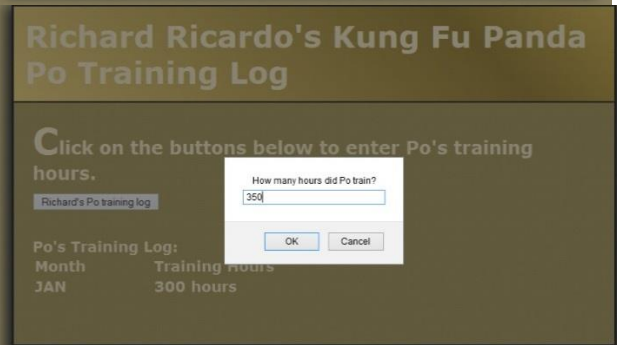 Richard Ricardo's Kung Fu Panda
Po Training Log
Click on the buttons below to enter Po's training
hours.
How many hours did Po train?
350
Richard's Po training log
OK Cancel
Po's Training Log:
Month Training Hours
JAN 300 hours